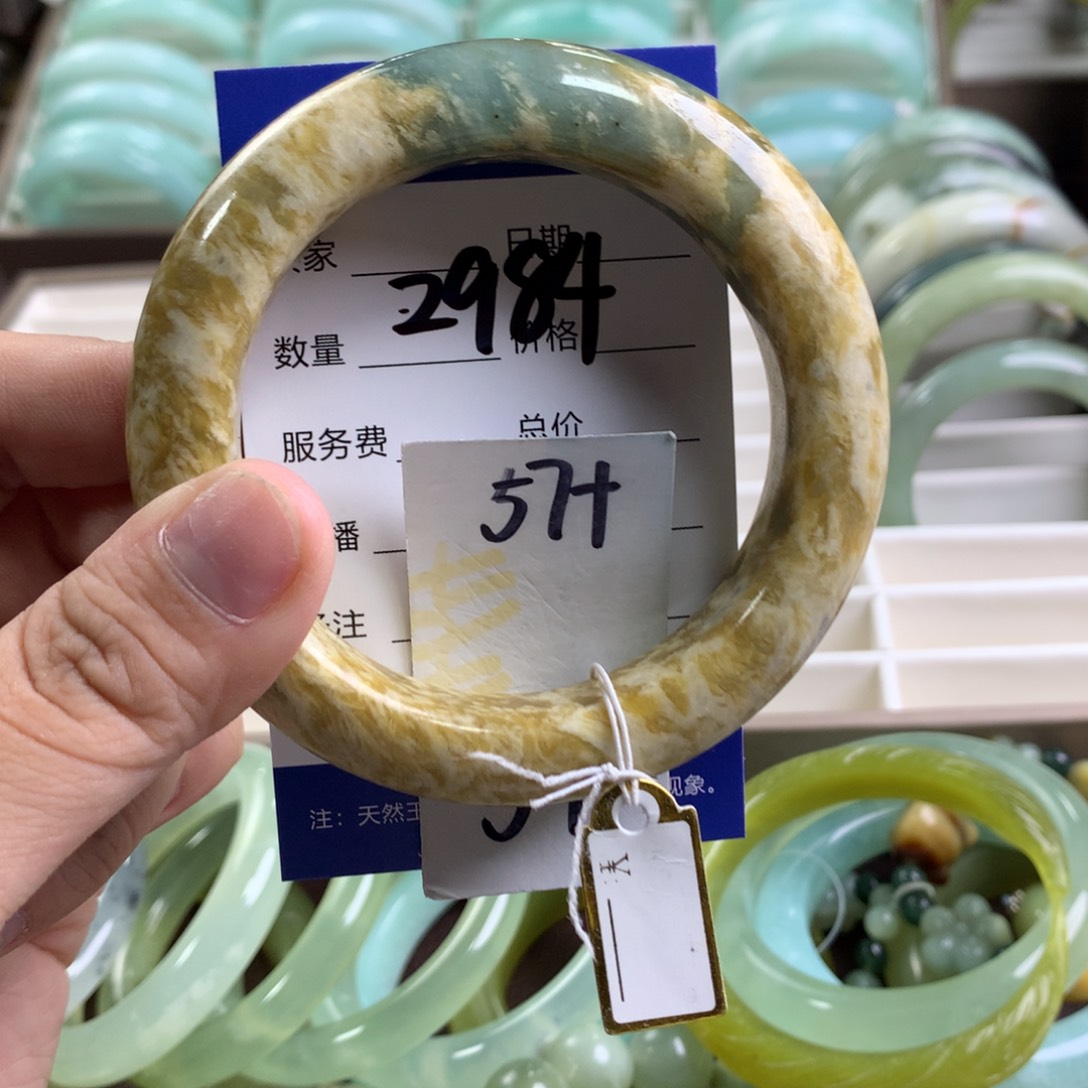 家 日期
2984
数量 价格
服务费 总价
57H
播
注
注：天然玉
现象。
¥: